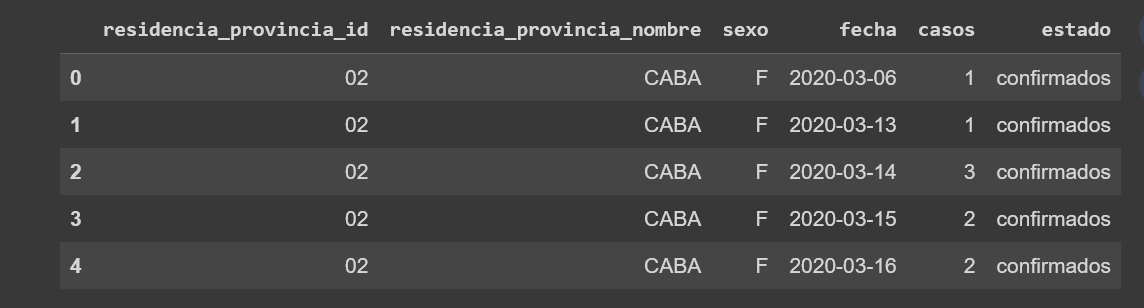 residencia_provincia_id residencia_provincia_nombre sexo fecha casos estado
0 02 CABA F 2020-03-06 1 confirmados
1 02 CABA F 2020-03-13 1 confirmados
2 02 CABA F 2020-03-14 3 confirmados
3 02 CABA F 2020-03-15 2 confirmados
4 02 CABA F 2020-03-16 2 confirmados